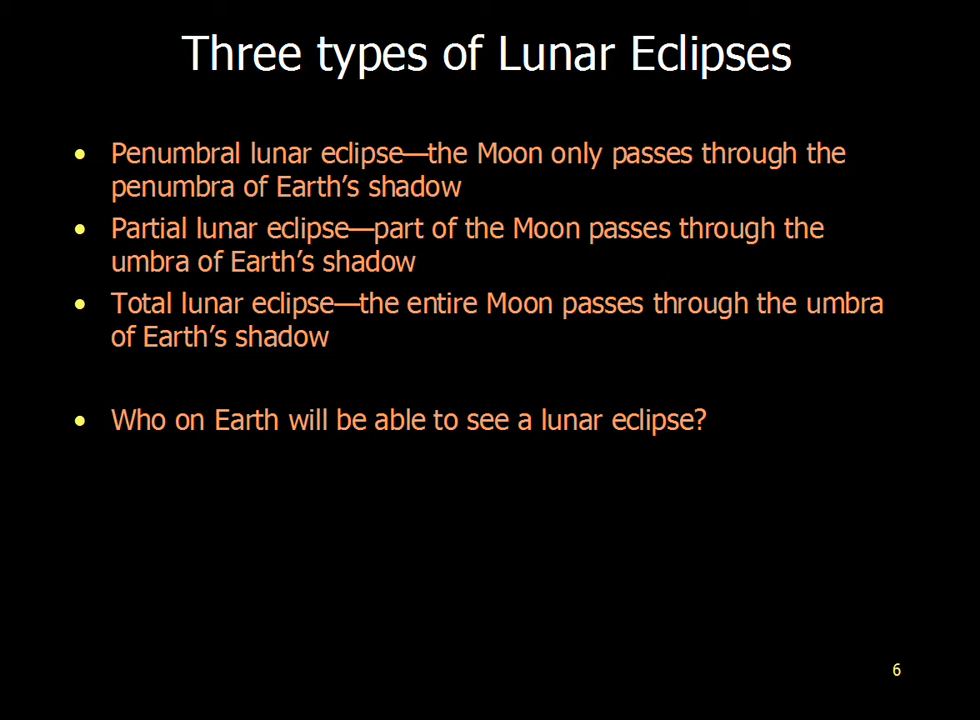 Three types of Lunar Eclipses
• Penumbral lunar eclipse—the Moon only passes through the
penumbra of Earth’s shadow
• Partial lunar eclipse—part of the Moon passes through the
umbra of Earth’s shadow
• Total lunar eclipse—the entire Moon passes through the umbra
of Earth’s shadow
• Who on Earth will be able to see a lunar eclipse?
6